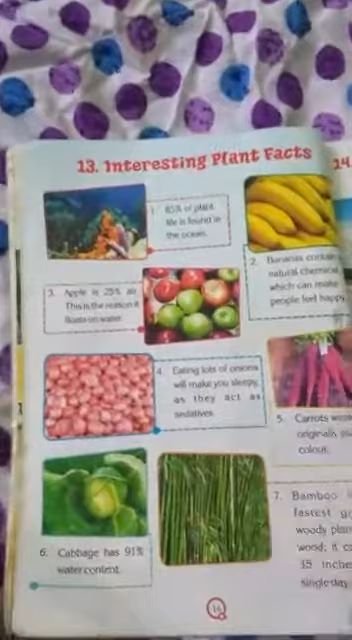 13. Interesting Plant Facts
14.
1. 85% of plant
life is found in
the ocean.
2. Bananas contain
natural chemical
which can make
people feel happy
3. Apple is 25% air.
This is the reason it
floats on water.
4. Eating lots of onions
will make you sleepy,
as they act as
sedatives.
5. Carrots were
originally
colour.
6. Cabbage has 91%
water content.
7. Bamboo
fastest
woody
wood; it
35 inche
single day
14